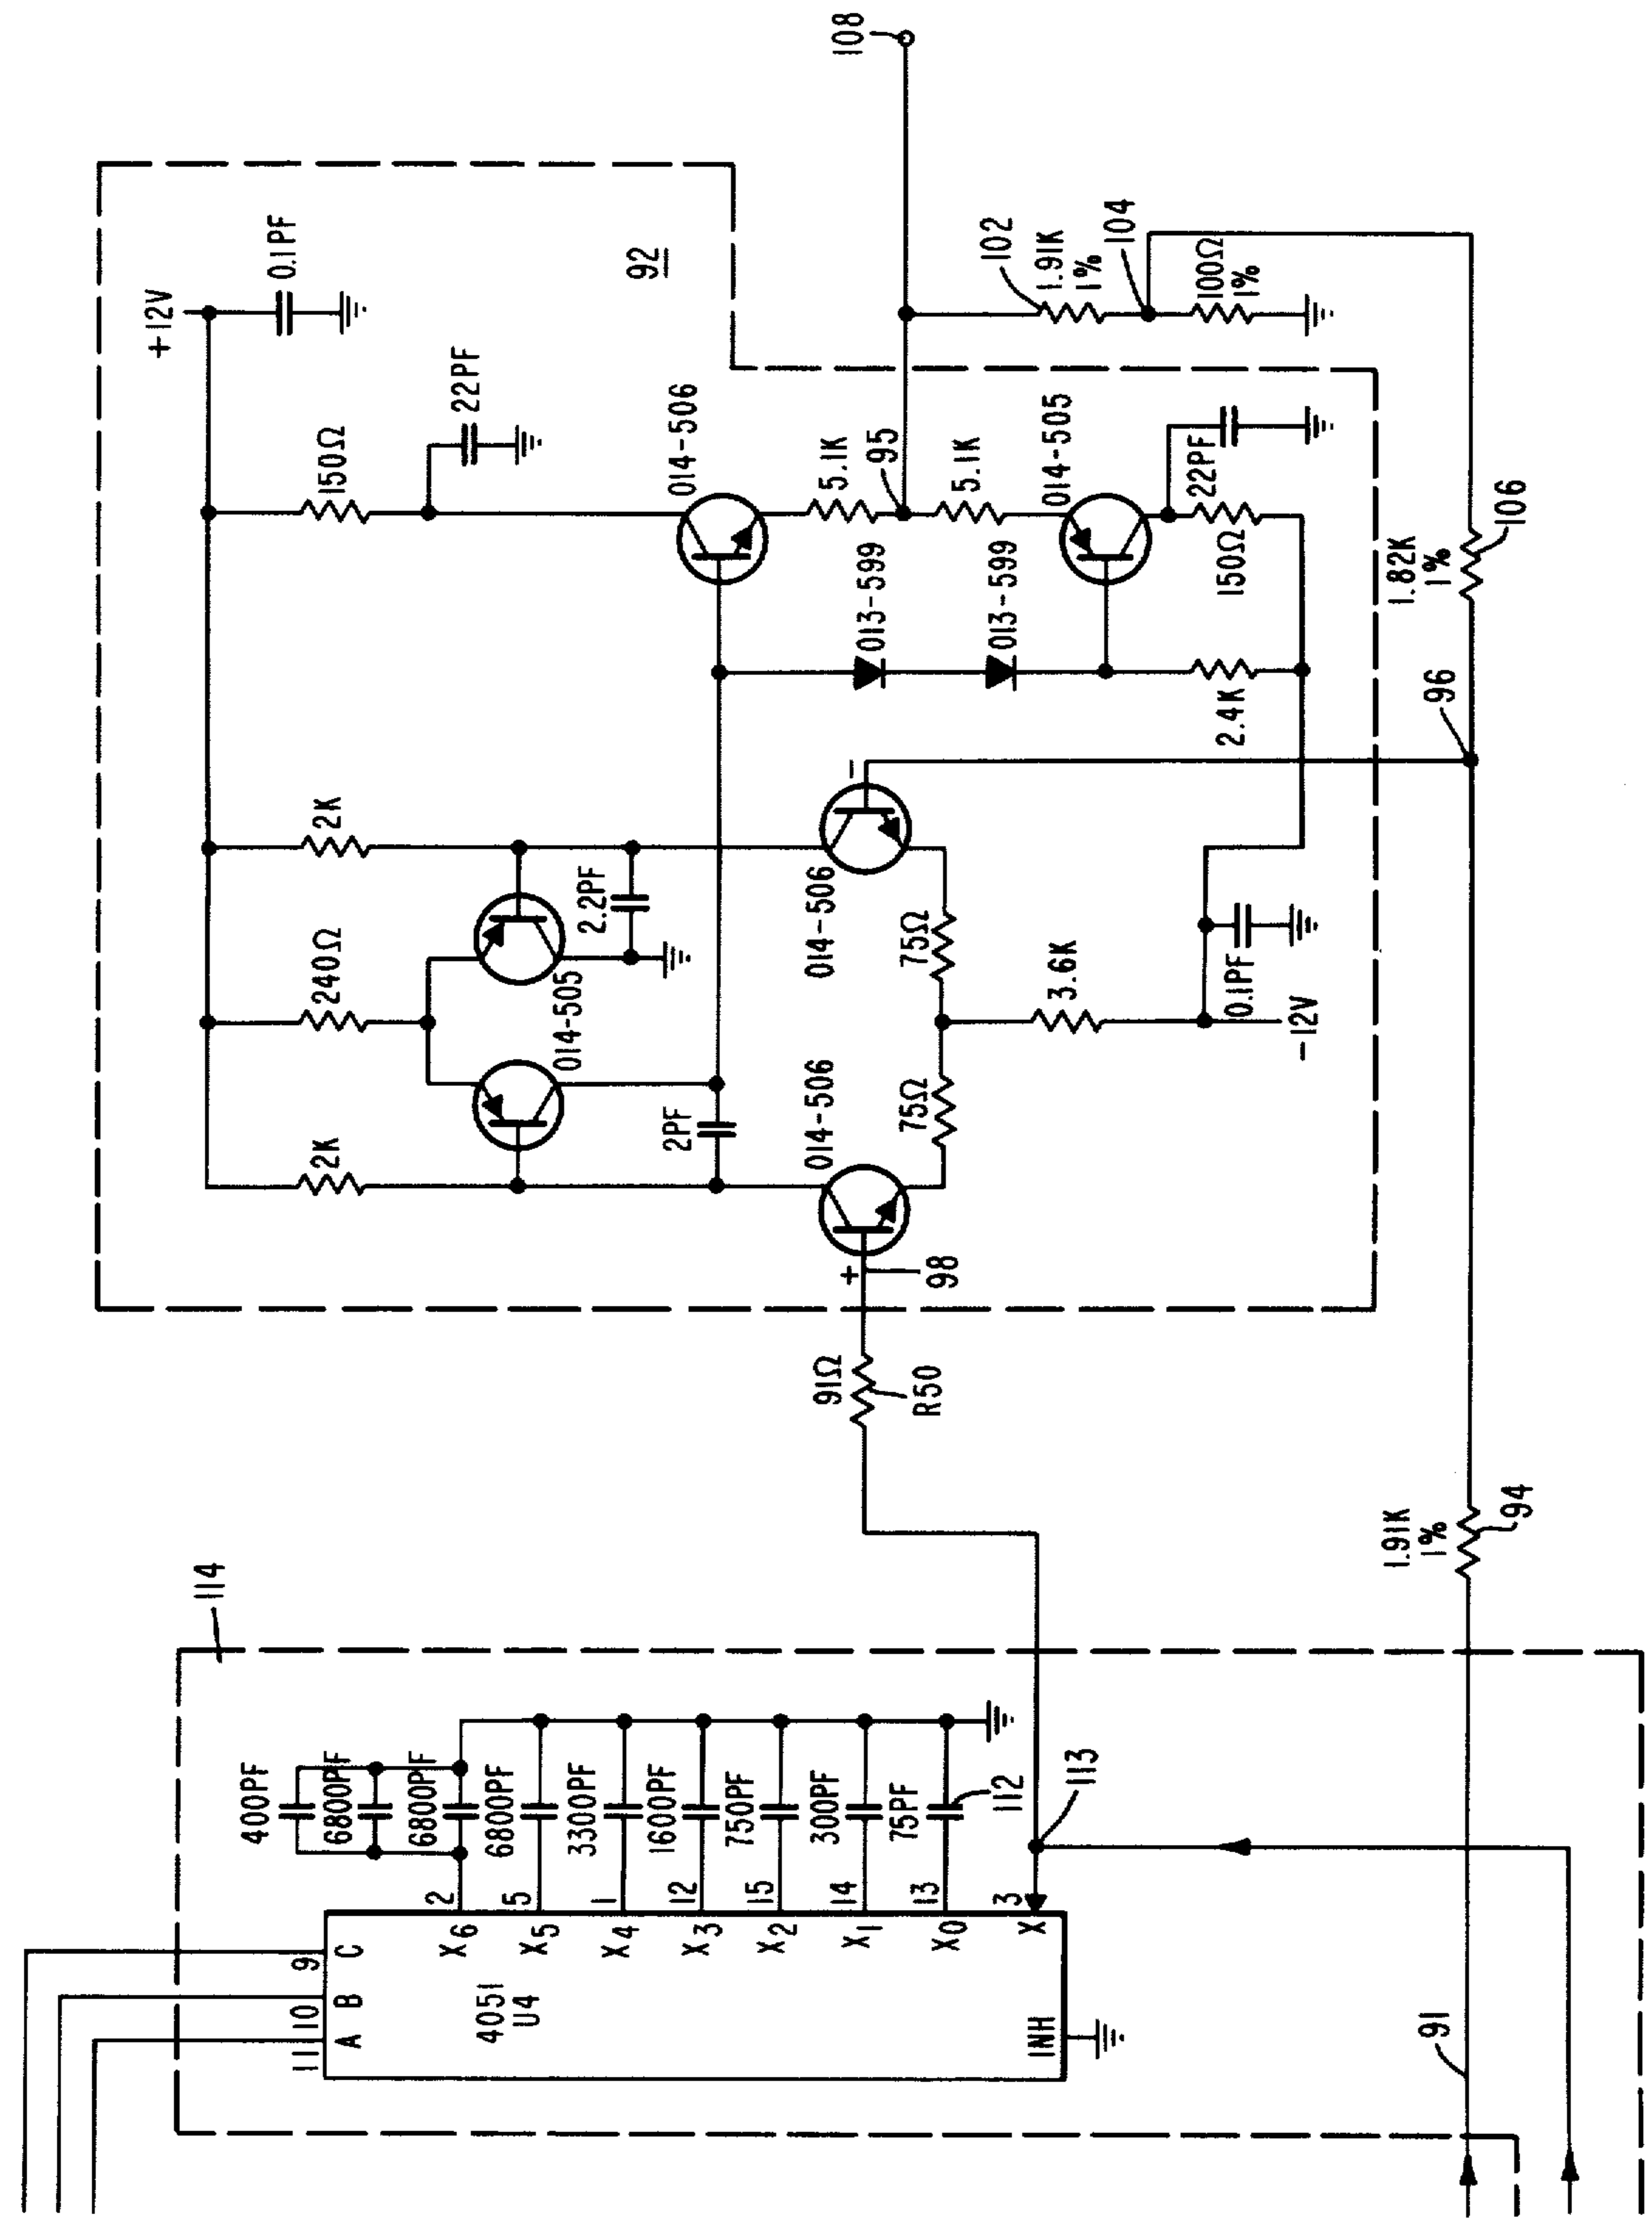 108
+12V
0.1PF
92
102
1.91K
1%
104
100Ω
1%
22PF
150Ω
014-506
5.1K
95
5.1K
014-505
22PF
150Ω
013-599
013-599
2.4K
1.82K
1%
106
96
2K
2.2PF
240Ω
014-505
014-506
-
75Ω
3.6K
0.1PF
-12V
2K
2PF
014-506
75Ω
+
98
91Ω
R50
1.91K
1%
94
114
400PF
6800PF
6800PF
6800PF
3300PF
1600PF
750PF
300PF
75PF
112
113
2
5
1
12
15
14
13
3
X6
X5
X4
X3
X2
X1
X0
X
9
C
10
B
11
A
4051
U4
INH
91